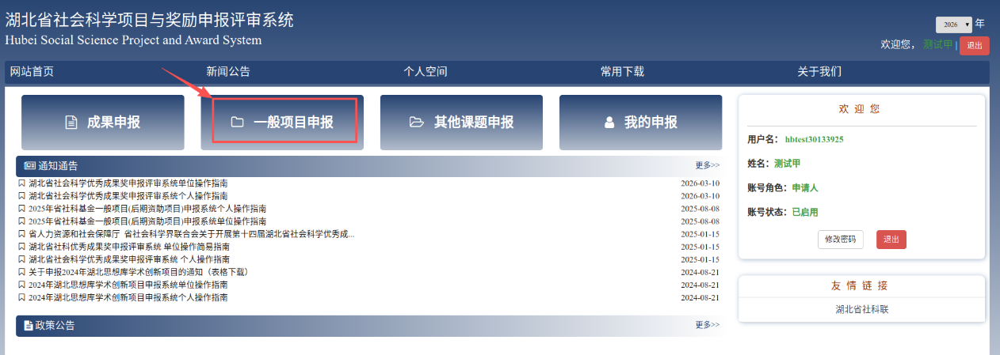 湖北省社会科学项目与奖励申报评审系统
Hubei Social Science Project and Award System
2026 年
欢迎您， 测试甲 | 退出
网站首页 新闻公告 个人空间 常用下载 关于我们
成果申报 一般项目申报 其他课题申报 我的申报
通知通告 更多>>
湖北省社会科学优秀成果奖申报评审系统单位操作指南 2026-03-10
湖北省社会科学优秀成果奖申报评审系统个人操作指南 2026-03-10
2025年省社科基金一般项目(后期资助项目)申报系统个人操作指南 2025-08-08
2025年省社科基金一般项目(后期资助项目)申报系统单位操作指南 2025-08-08
省人力资源和社会保障厅 省社会科学界联合会关于开展第十四届湖北省社会科学优秀成... 2025-01-15
湖北省社科优秀成果奖申报评审系统 单位操作简易指南 2025-01-15
湖北省社会科学优秀成果奖申报评审系统 个人操作指南 2025-01-15
关于申报2024年湖北思想库学术创新项目的通知（表格下载） 2024-08-21
2024年湖北思想库学术创新项目申报系统单位操作指南 2024-08-21
2024年湖北思想库学术创新项目申报系统个人操作指南 2024-08-21
政策公告 更多>>
欢 迎 您
用户名： hbtest30133925
姓名：测试甲
账号角色：申请人
账号状态：已启用
修改密码 退出
友 情 链 接
湖北省社科联